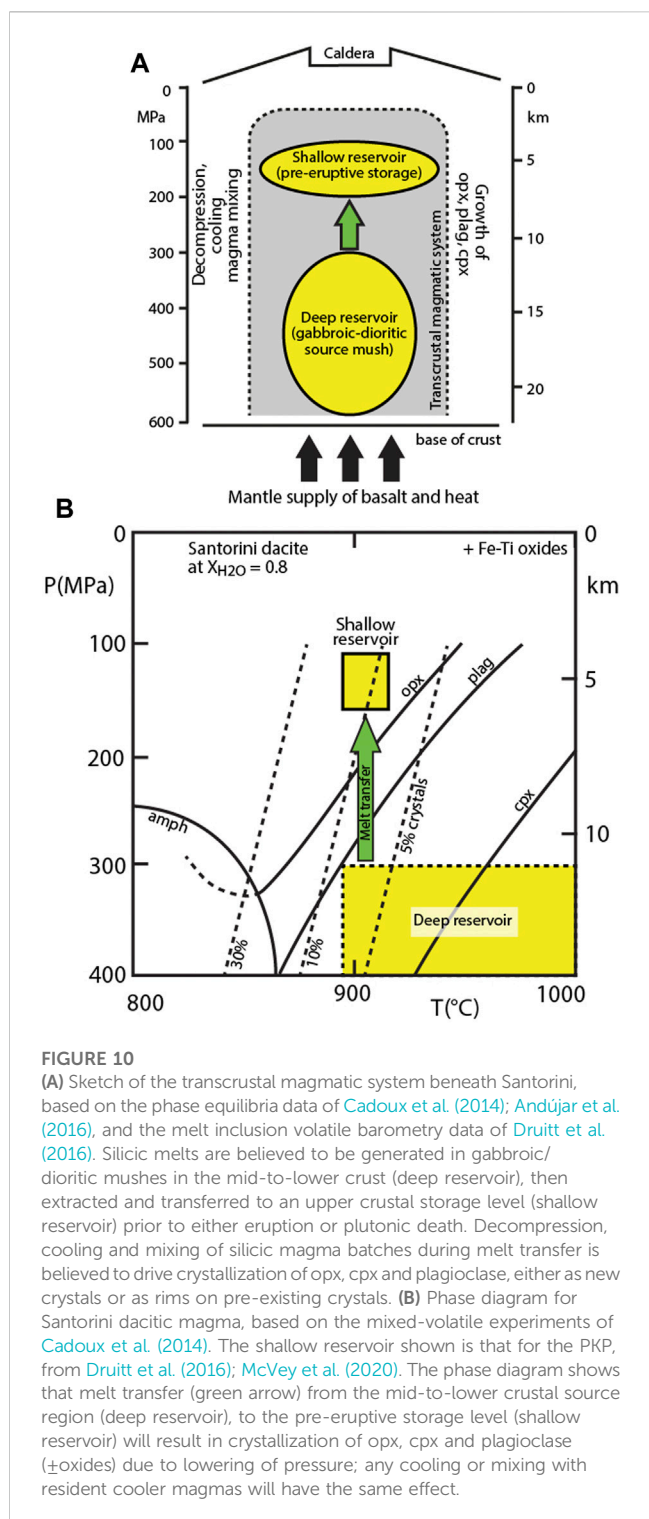 A
Caldera
0
0
MPa
km
100
5
Shallow reservoir
(pre-eruptive storage)
200
Decompression,
cooling
magma mixing
Growth of
opx, plag, cpx
300
10
400
15
Deep reservoir
(gabbroic-dioritic
source mush)
Transcrustal magmatic system
500
20
600
base of crust
Mantle supply of basalt and heat
B
0
0
Santorini dacite
at XH2O = 0.8
+ Fe-Ti oxides
P(MPa)
km
100
Shallow
reservoir
5
opx
plag
200
Melt transfer
5% crystals
cpx
amph
10
300
Deep reservoir
30%
10%
400
800
900
1000
T(°C)
FIGURE 10
(A) Sketch of the transcrustal magmatic system beneath Santorini,
based on the phase equilibria data of Cadoux et al. (2014); Andújar et al.
(2016), and the melt inclusion volatile barometry data of Druitt et al.
(2016). Silicic melts are believed to be generated in gabbroic/
dioritic mushes in the mid-to-lower crust (deep reservoir), then
extracted and transferred to an upper crustal storage level (shallow
reservoir) prior to either eruption or plutonic death. Decompression,
cooling and mixing of silicic magma batches during melt transfer is
believed to drive crystallization of opx, cpx and plagioclase, either as new
crystals or as rims on pre-existing crystals. (B) Phase diagram for
Santorini dacitic magma, based on the mixed-volatile experiments of
Cadoux et al. (2014). The shallow reservoir shown is that for the PKP,
from Druitt et al. (2016); McVey et al. (2020). The phase diagram shows
that melt transfer (green arrow) from the mid-to-lower crustal source
region (deep reservoir), to the pre-eruptive storage level (shallow
reservoir) will result in crystallization of opx, cpx and plagioclase
(±oxides) due to lowering of pressure; any cooling or mixing with
resident cooler magmas will have the same effect.